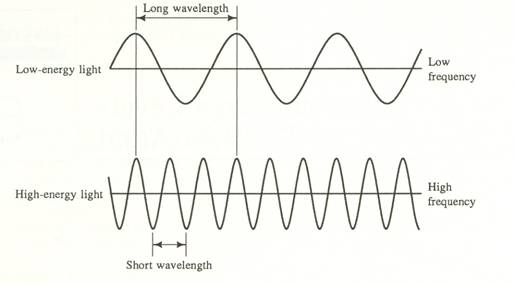 Long wavelength
Low-energy light
Low
frequency
High-energy light
High
frequency
Short wavelength